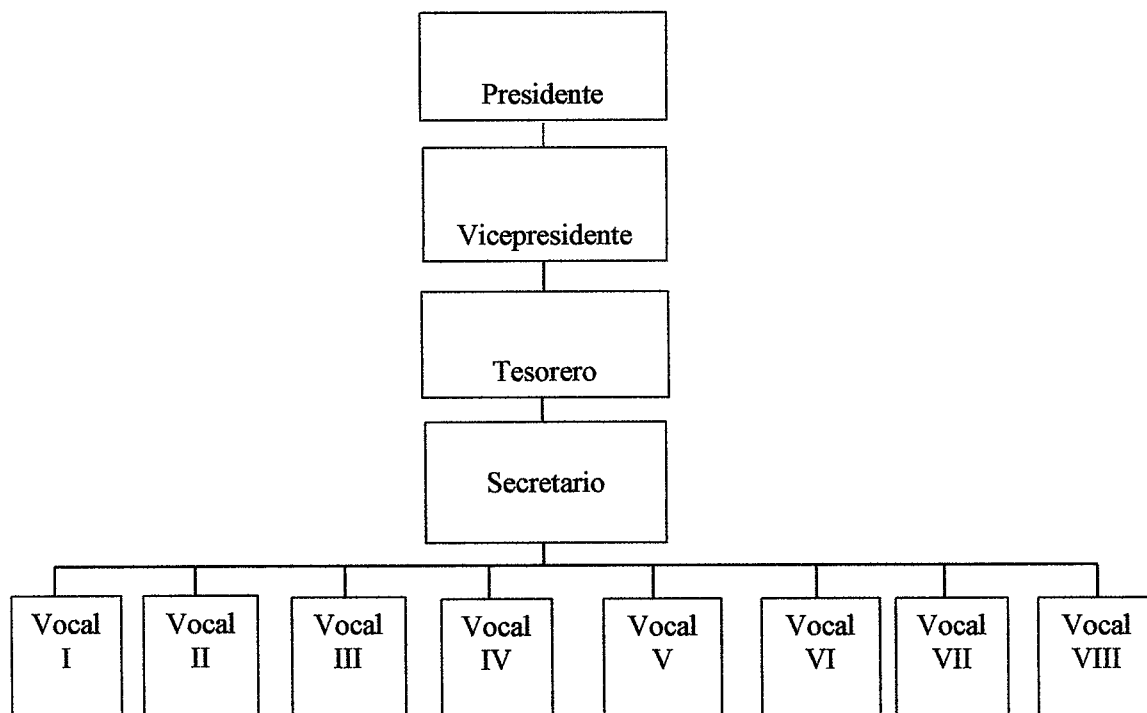 Presidente
Vicepresidente
Tesorero
Secretario
Vocal
I
Vocal
II
Vocal
III
Vocal
IV
Vocal
V
Vocal
VI
Vocal
VII
Vocal
VIII